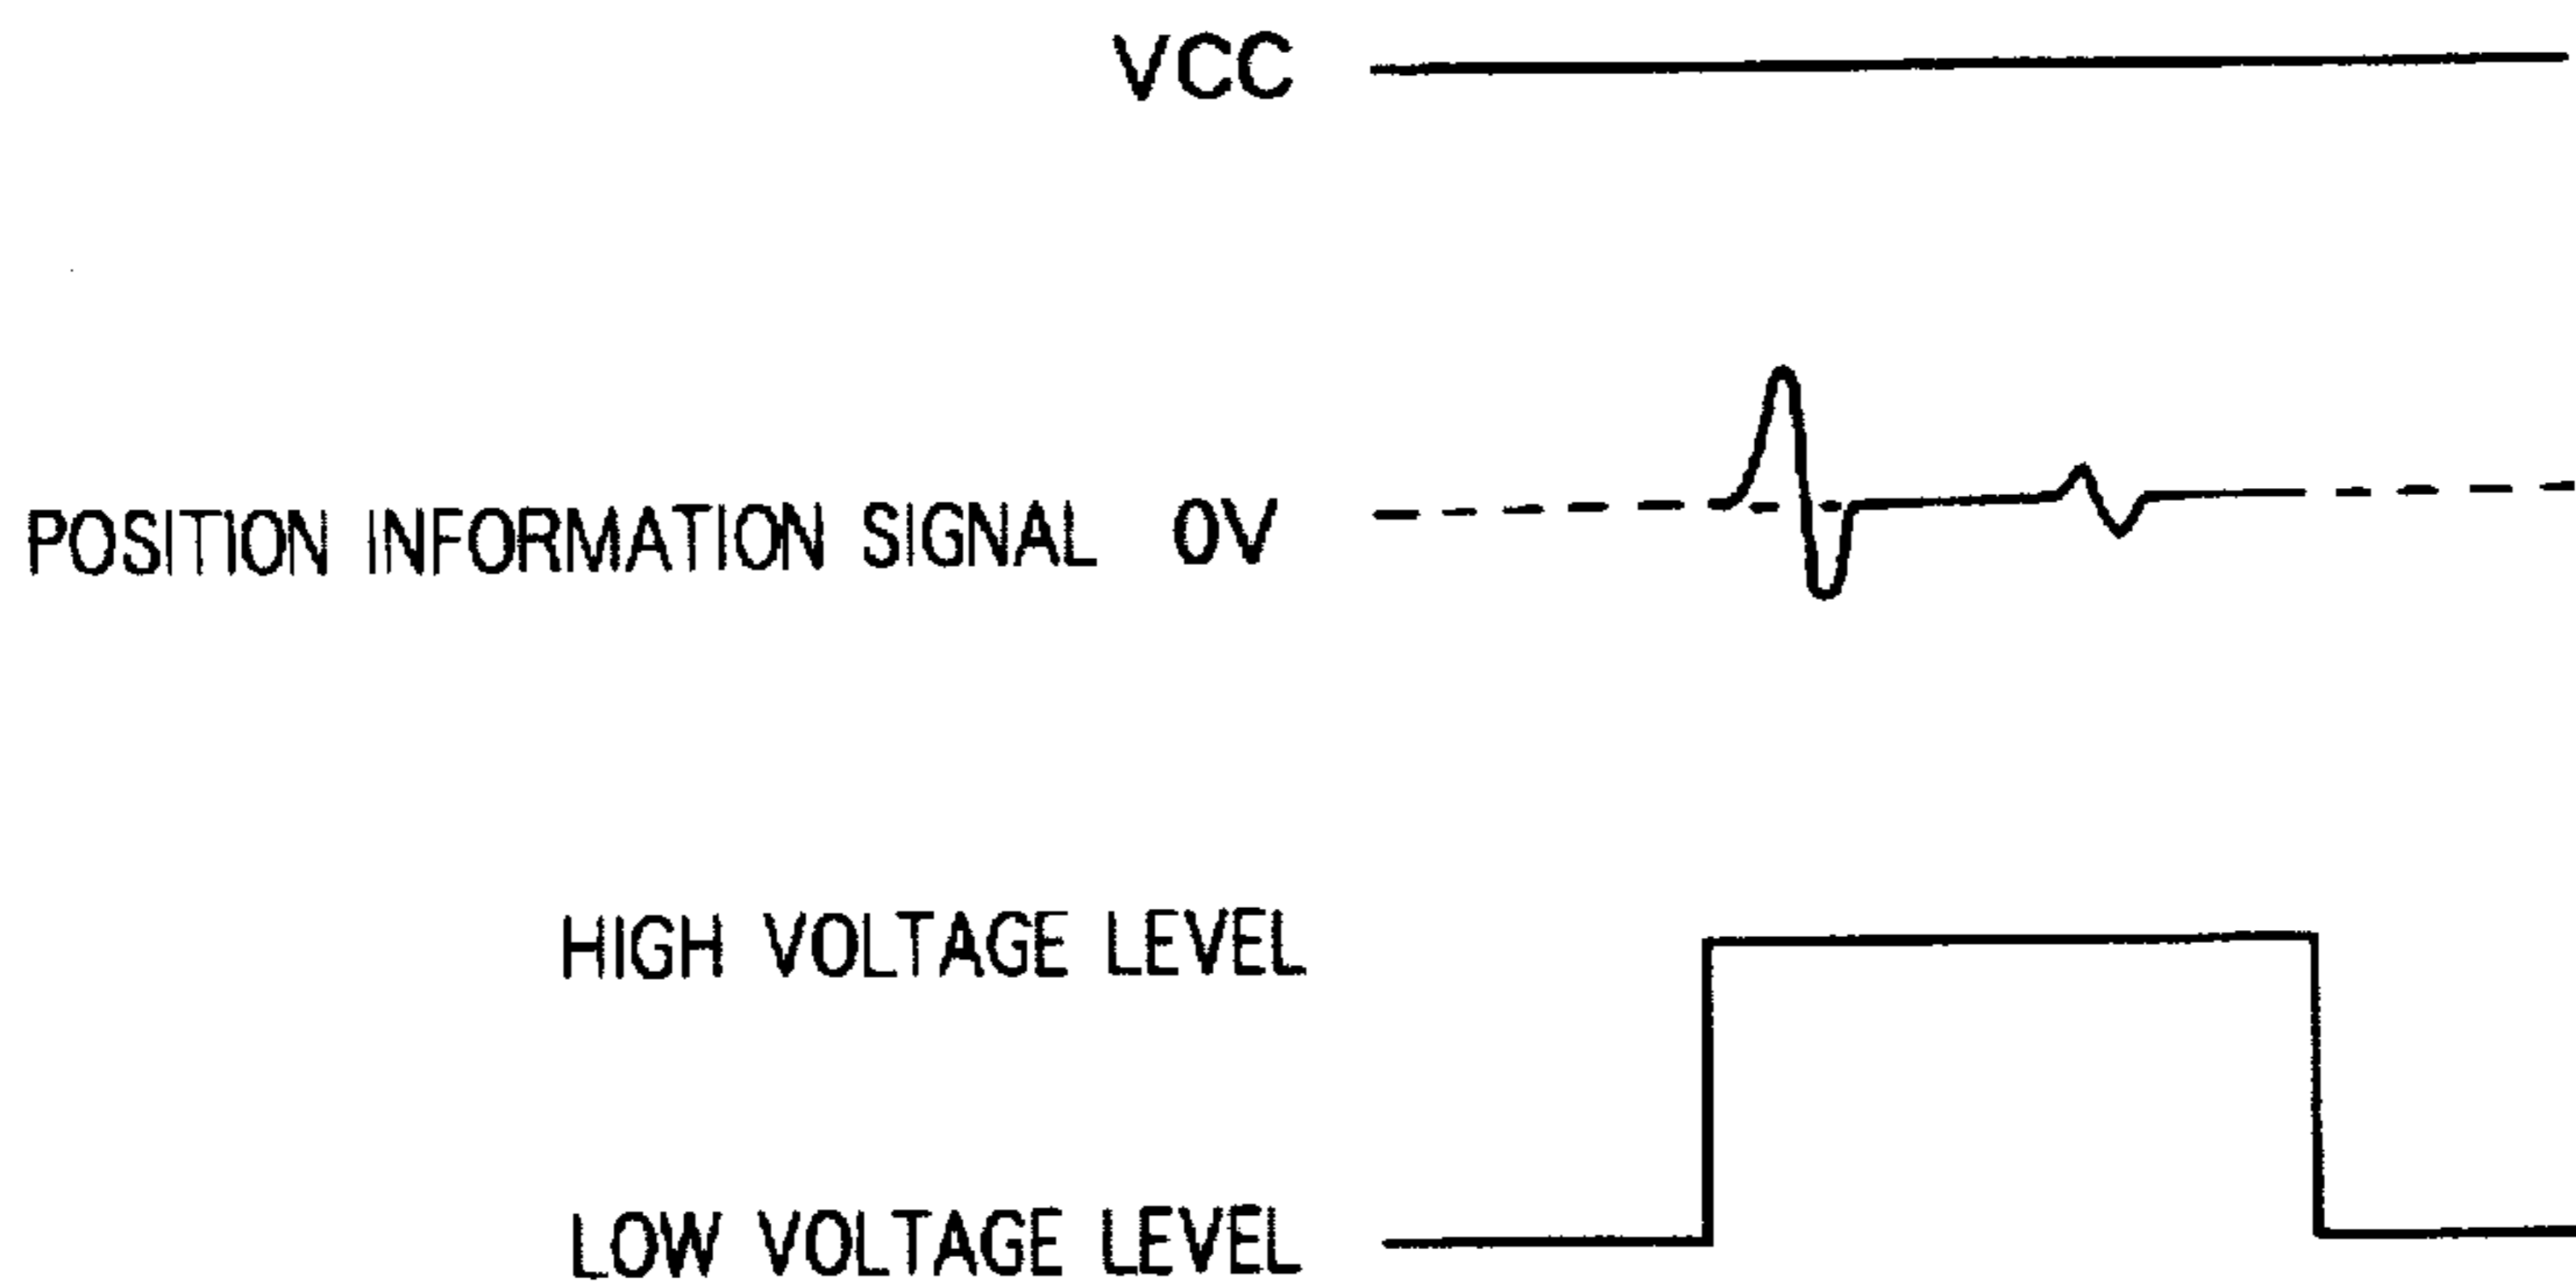 VCC
POSITION INFORMATION SIGNAL 0V
HIGH VOLTAGE LEVEL
LOW VOLTAGE LEVEL